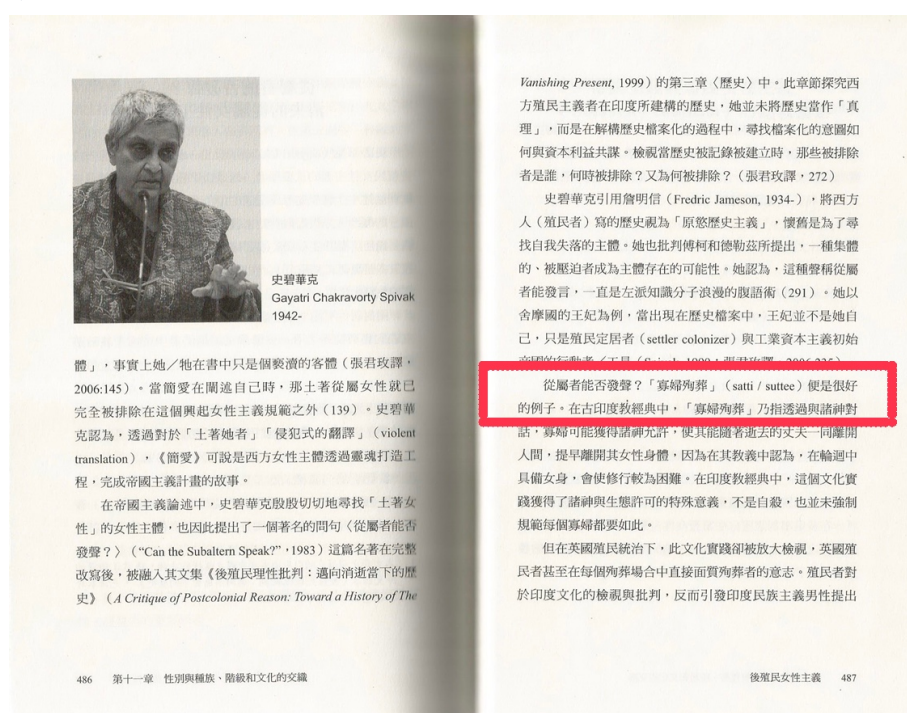 史碧華克
Gayatri Chakravorty Spivak
1942-
體」，事實上她／牠在書中只是個褻瀆的客體（張君玫譯，
2006:145）。當簡愛在闡述自己時，那土著從屬女性就已
完全被排除在這個興起女性主義規範之外（139）。史碧華
克認為，透過對於「土著她者」「侵犯式的翻譯」（violent
translation），《簡愛》可說是西方女性主體透過靈魂打造工
程，完成帝國主義計畫的故事。
在帝國主義論述中，史碧華克殷殷切切地尋找「土著女
性」的女性主體，也因此提出了一個著名的問句〈從屬者能否
發聲？〉（“Can the Subaltern Speak?”，1983）這篇名著在完整
改寫後，被融入其文集《後殖民理性批判：邁向消逝當下的歷
史》（A Critique of Postcolonial Reason: Toward a History of The
486 第十一章 性別與種族、階級和文化的交織
Vanishing Present, 1999）的第三章〈歷史〉中。此章節探究西
方殖民主義者在印度所建構的歷史，她並未將歷史當作「真
理」，而是在解構歷史檔案化的過程中，尋找檔案化的意圖如
何與資本利益共謀。檢視當歷史被記錄被建立時，那些被排除
者是誰，何時被排除？又為何被排除？（張君玫譯，272）
史碧華克引用詹明信（Fredric Jameson, 1934-），將西方
人（殖民者）寫的歷史視為「原慾歷史主義」，懷舊是為了尋
找自我失落的主體。她也批判傅柯和德勒茲所提出，一種集體
的、被壓迫者成為主體存在的可能性。她認為，這種聲稱從屬
者能發言，一直是左派知識分子浪漫的腹語術（291）。她以
舍摩國的王妃為例，當出現在歷史檔案中，王妃並不是她自
己，只是殖民定居者（settler colonizer）與工業資本主義初始
帝國的行動者／工具（Spivak, 1999；張君玫譯，2006:235）
從屬者能否發聲？「寡婦殉葬」（satti / suttee）便是很好
的例子。在古印度教經典中，「寡婦殉葬」乃指透過與諸神對
話，寡婦可能獲得諸神允許，使其能隨著逝去的丈夫一同離開
人間，提早離開其女性身體，因為在其教義中認為，在輪迴中
具備女身，會使修行較為困難。在印度教經典中，這個文化實
踐獲得了諸神與生態許可的特殊意義，不是自殺，也並未強制
規範每個寡婦都要如此。
但在英國殖民統治下，此文化實踐卻被放大檢視，英國殖
民者甚至在每個殉葬場合中直接面質殉葬者的意志。殖民者對
於印度文化的檢視與批判，反而引發印度民族主義男性提出
後殖民女性主義 487